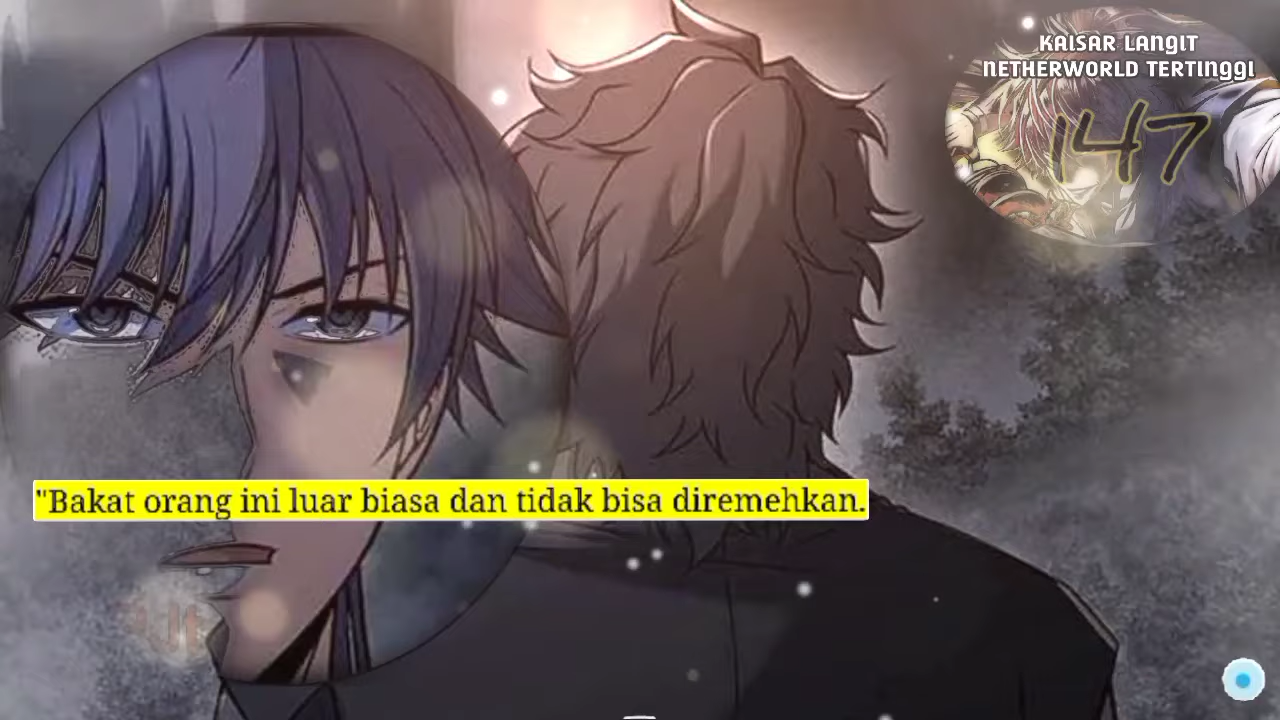 KAISAR LANGIT
NETHERWORLD TERTINGGI
147
"Bakat orang ini luar biasa dan tidak bisa diremehkan.